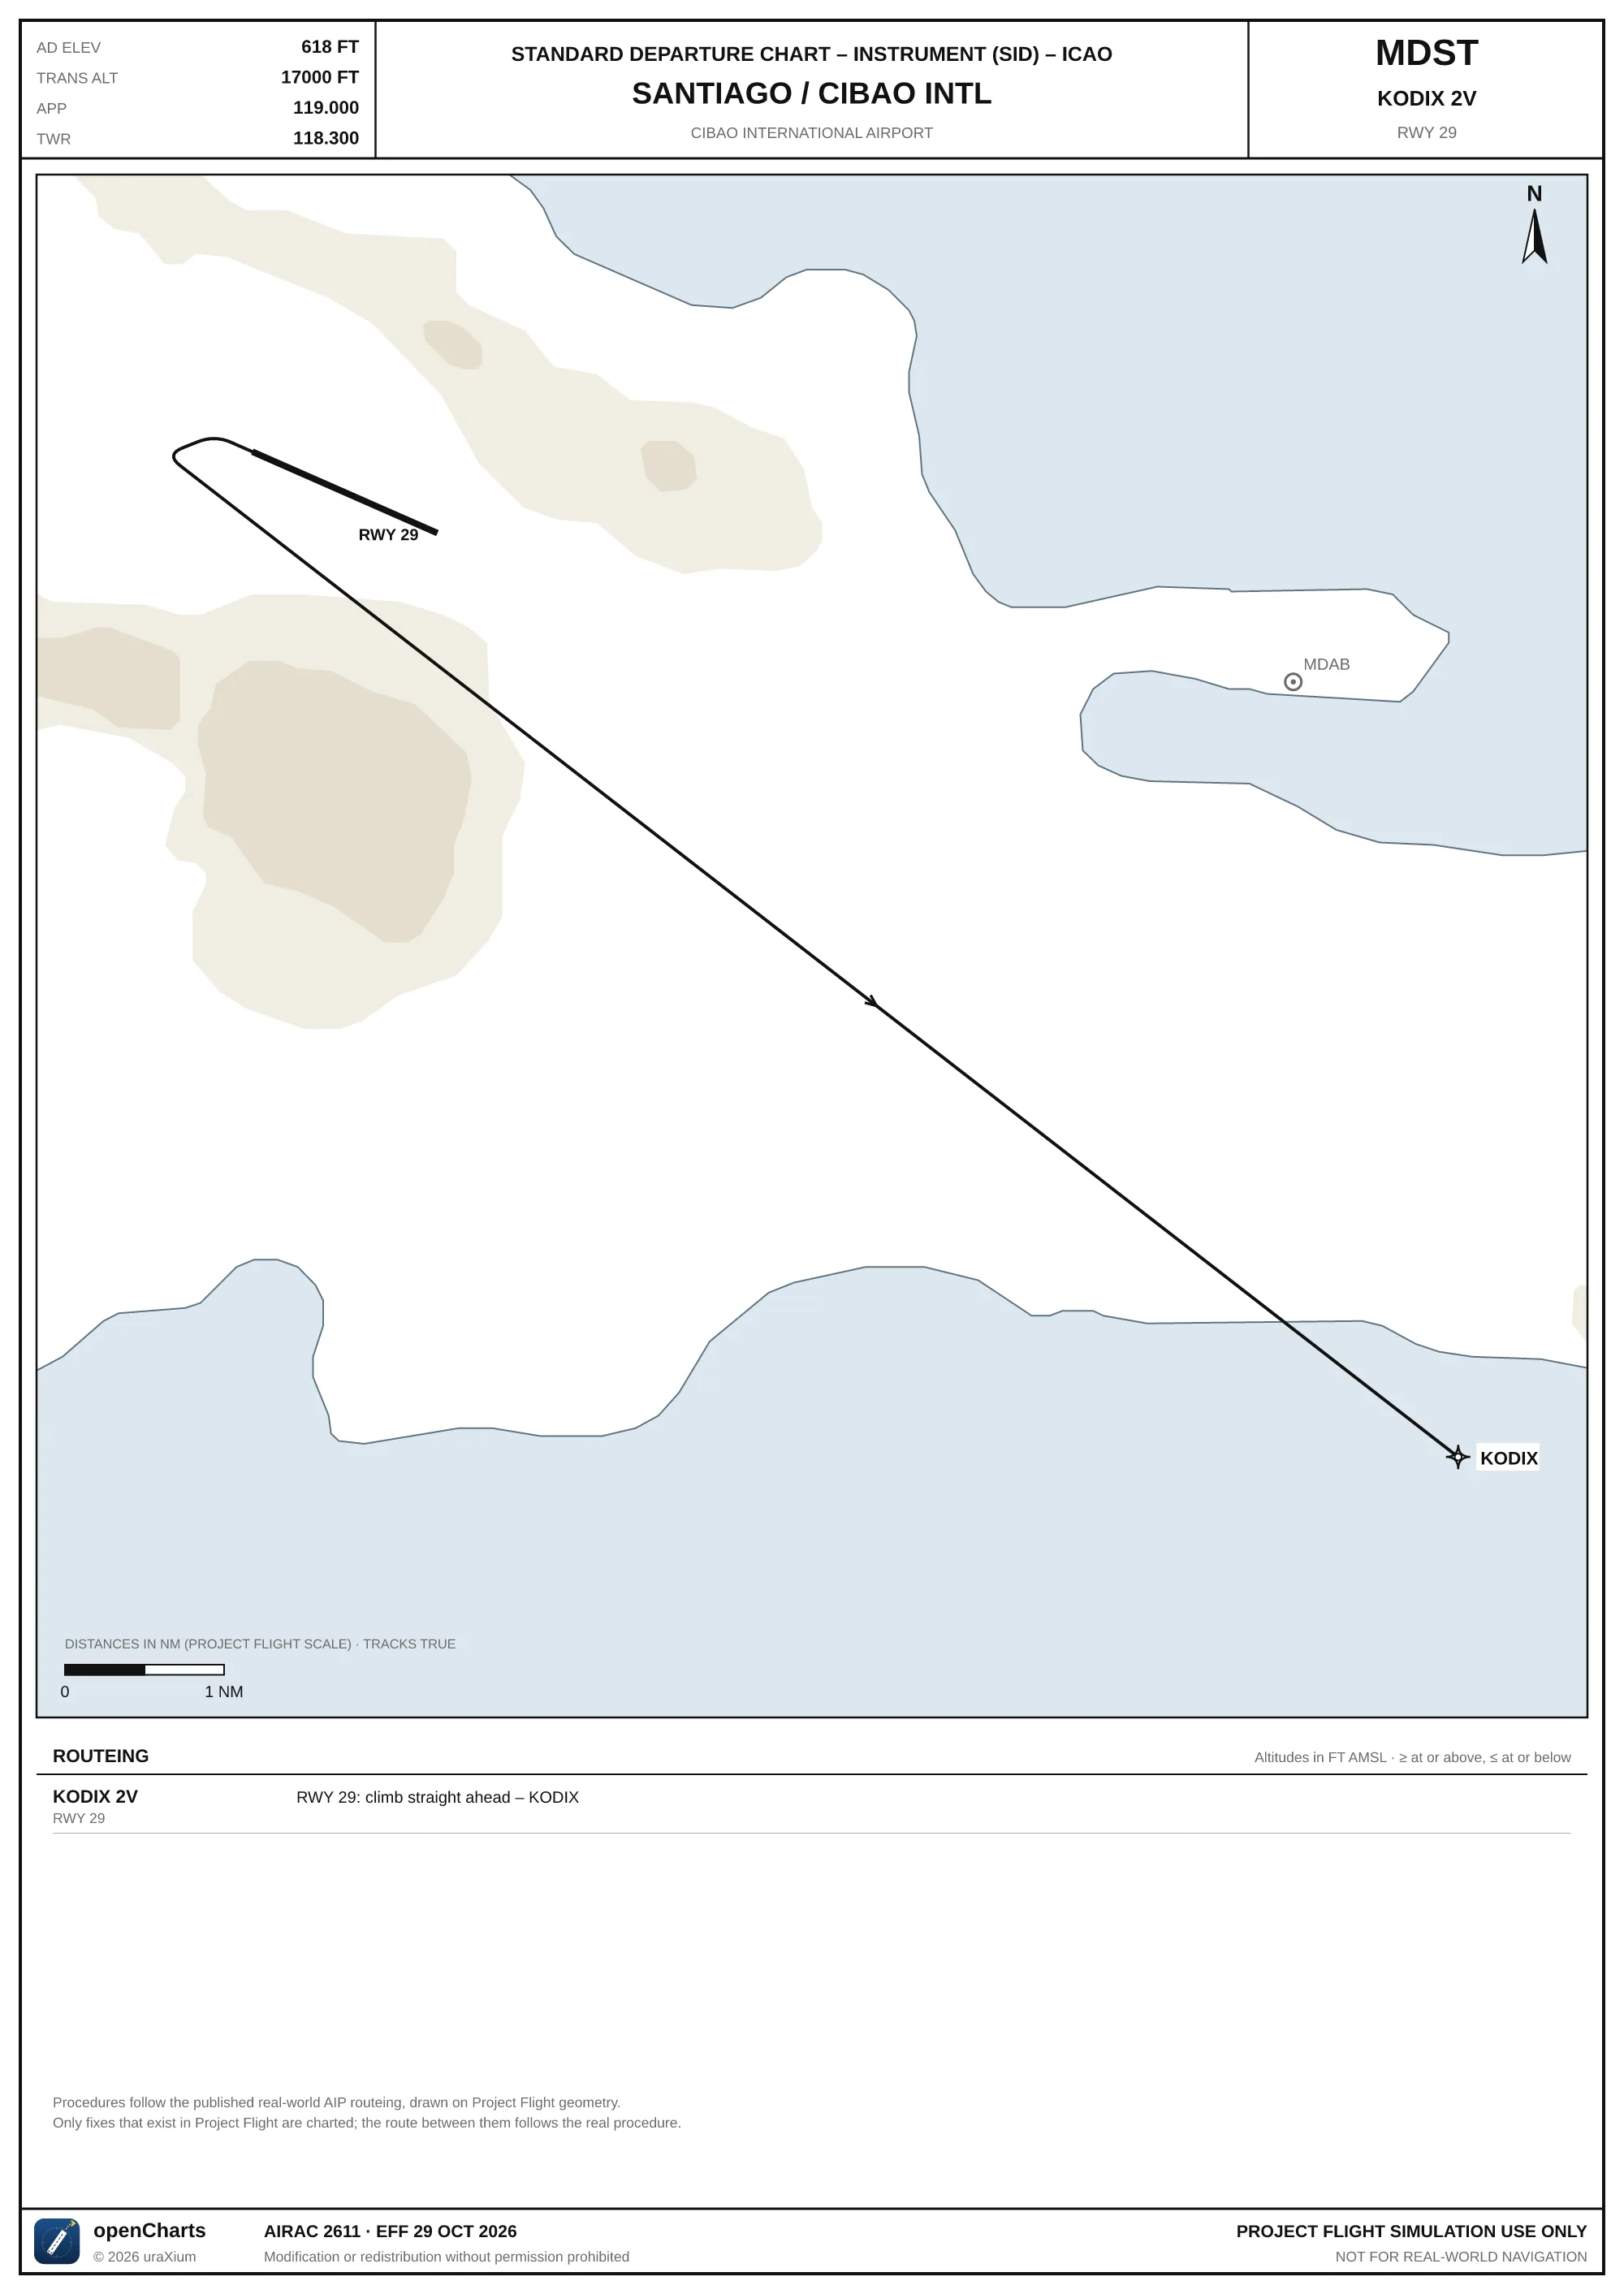 AD ELEV 618 FT
TRANS ALT 17000 FT
APP 119.000
TWR 118.300
STANDARD DEPARTURE CHART – INSTRUMENT (SID) – ICAO
SANTIAGO / CIBAO INTL
CIBAO INTERNATIONAL AIRPORT
MDST
KODIX 2V
RWY 29
N
RWY 29
MDAB
KODIX
DISTANCES IN NM (PROJECT FLIGHT SCALE) · TRACKS TRUE
0 1 NM
ROUTEING Altitudes in FT AMSL · ≥ at or above, ≤ at or below
KODIX 2V RWY 29: climb straight ahead – KODIX
RWY 29
Procedures follow the published real-world AIP routeing, drawn on Project Flight geometry.
Only fixes that exist in Project Flight are charted; the route between them follows the real procedure.
openCharts AIRAC 2611 · EFF 29 OCT 2026 PROJECT FLIGHT SIMULATION USE ONLY
© 2026 uraXium Modification or redistribution without permission prohibited NOT FOR REAL-WORLD NAVIGATION